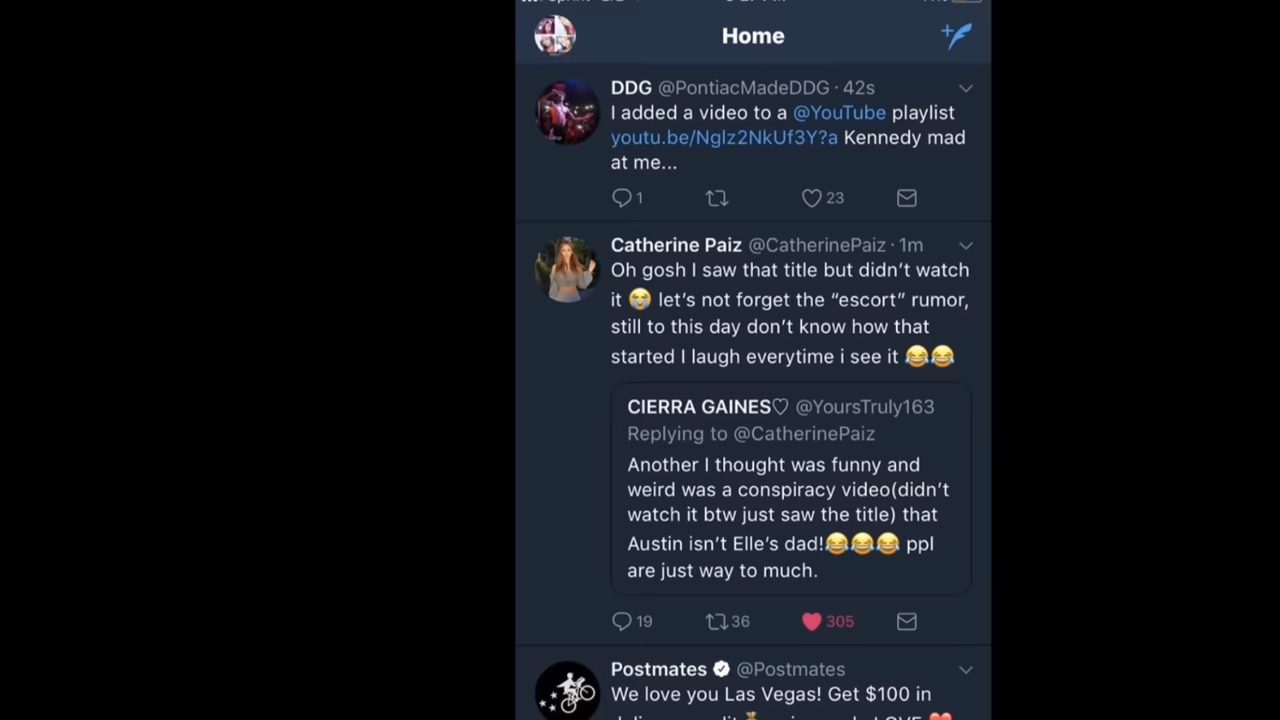 Home
DDG @PontiacMadeDDG · 42s
I added a video to a @YouTube playlist
youtu.be/NgIz2NkUf3Y?a Kennedy mad
at me...
1 23
Catherine Paiz @CatherinePaiz · 1m
Oh gosh I saw that title but didn’t watch
it 😭 let’s not forget the “escort” rumor,
still to this day don’t know how that
started I laugh everytime i see it 😂😂
CIERRA GAINES♡ @YoursTruly163
Replying to @CatherinePaiz
Another I thought was funny and
weird was a conspiracy video(didn’t
watch it btw just saw the title) that
Austin isn’t Elle’s dad!😂😂😂 ppl
are just way to much.
19 36 305
Postmates @Postmates
We love you Las Vegas! Get $100 in